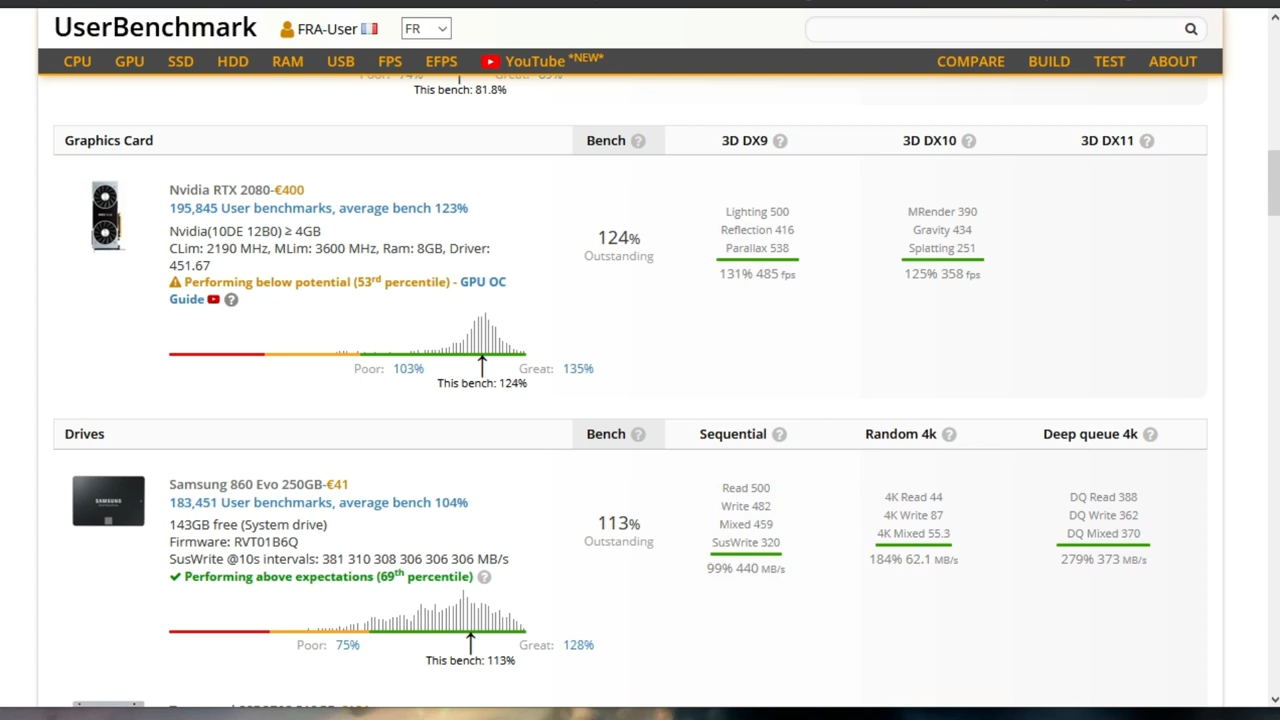 UserBenchmark
FRA-User
FR
CPU GPU SSD HDD RAM USB FPS EFPS YouTube *NEW* COMPARE BUILD TEST ABOUT
This bench: 81.8%
Graphics Card Bench ? 3D DX9 ? 3D DX10 ? 3D DX11 ?
Nvidia RTX 2080-€400
195,845 User benchmarks, average bench 123%
Nvidia(10DE 12B0) ≥ 4GB
CLim: 2190 MHz, MLim: 3600 MHz, Ram: 8GB, Driver:
451.67
Performing below potential (53rd percentile) - GPU OC
Guide ?
Poor: 103% Great: 135%
This bench: 124%
124%
Outstanding
Lighting 500
Reflection 416
Parallax 538
131% 485 fps
MRender 390
Gravity 434
Splatting 251
125% 358 fps
Drives Bench ? Sequential ? Random 4k ? Deep queue 4k ?
SAMSUNG
Samsung 860 Evo 250GB-€41
183,451 User benchmarks, average bench 104%
143GB free (System drive)
Firmware: RVT01B6Q
SusWrite @10s intervals: 381 310 308 306 306 306 MB/s
Performing above expectations (69th percentile) ?
Poor: 75% Great: 128%
This bench: 113%
113%
Outstanding
Read 500
Write 482
Mixed 459
SusWrite 320
99% 440 MB/s
4K Read 44
4K Write 87
4K Mixed 55.3
184% 62.1 MB/s
DQ Read 388
DQ Write 362
DQ Mixed 370
279% 373 MB/s